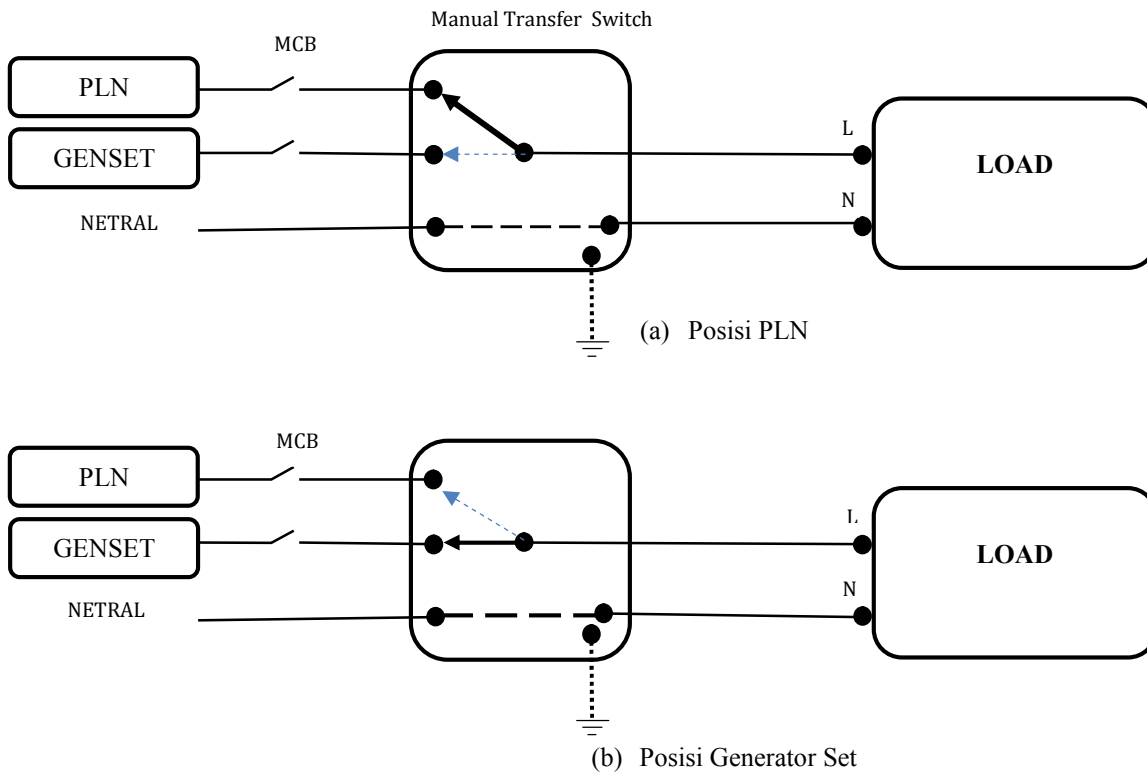 Manual Transfer Switch
MCB
PLN
GENSET
NETRAL
L
N
LOAD
(a) Posisi PLN
MCB
PLN
GENSET
NETRAL
L
N
LOAD
(b) Posisi Generator Set